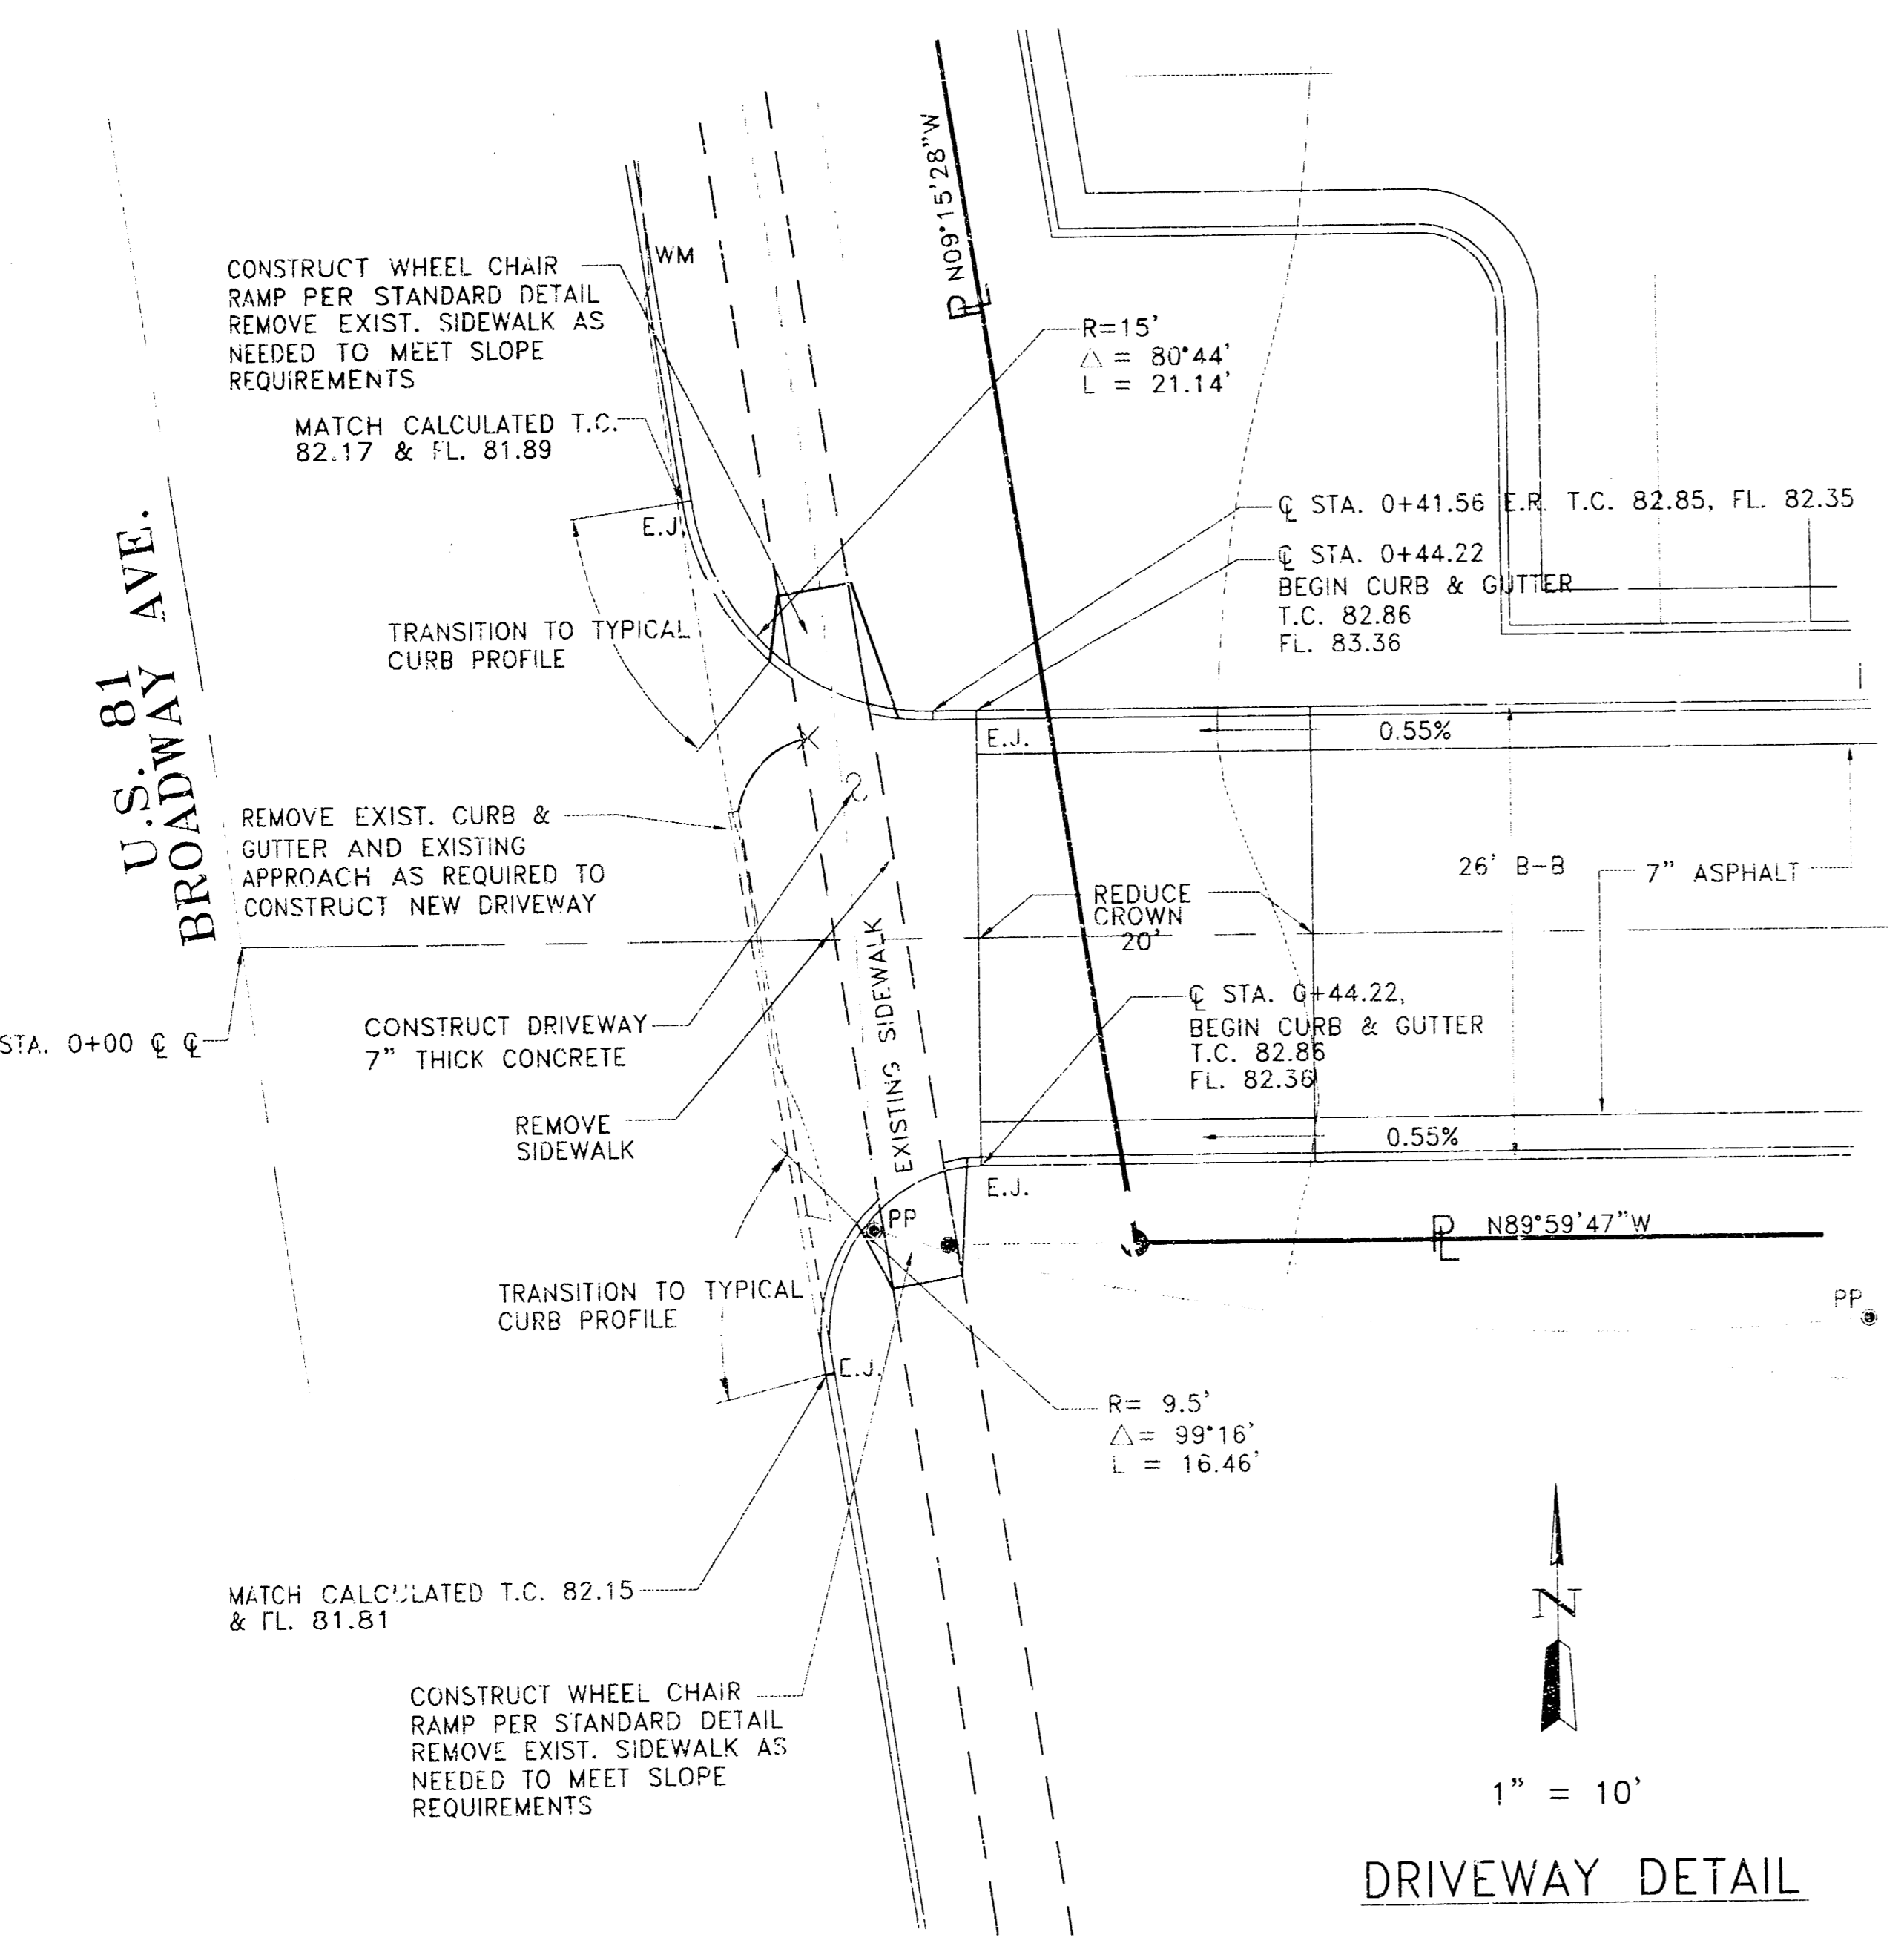 N09°15'28"W
WM
CONSTRUCT WHEEL CHAIR
RAMP PER STANDARD DETAIL
REMOVE EXIST. SIDEWALK AS
NEEDED TO MEET SLOPE
REQUIREMENTS
R=15'
△ = 80°44'
L = 21.14'
MATCH CALCULATED T.C.
82.17 & FL. 81.89
E.J.
℄ STA. 0+41.56 E.R. T.C. 82.85, FL. 82.35
℄ STA. 0+44.22
BEGIN CURB & GUTTER
T.C. 82.86
FL. 83.36
TRANSITION TO TYPICAL
CURB PROFILE
U.S. 81
BROADWAY AVE.
E.J.
0.55%
REMOVE EXIST. CURB &
GUTTER AND EXISTING
APPROACH AS REQUIRED TO
CONSTRUCT NEW DRIVEWAY
26' B-B
7" ASPHALT
REDUCE
CROWN
20'
EXISTING SIDEWALK
℄ STA. 0+44.22,
BEGIN CURB & GUTTER
T.C. 82.86
FL. 82.36
STA. 0+00 ℄ ℄
CONSTRUCT DRIVEWAY
7" THICK CONCRETE
REMOVE
SIDEWALK
0.55%
E.J.
PP
PL N89°59'47"W
TRANSITION TO TYPICAL
CURB PROFILE
PP
E.J.
R= 9.5'
△= 99°16'
L = 16.46'
MATCH CALCULATED T.C. 82.15
& FL. 81.81
CONSTRUCT WHEEL CHAIR
RAMP PER STANDARD DETAIL
REMOVE EXIST. SIDEWALK AS
NEEDED TO MEET SLOPE
REQUIREMENTS
N
1" = 10'
DRIVEWAY DETAIL